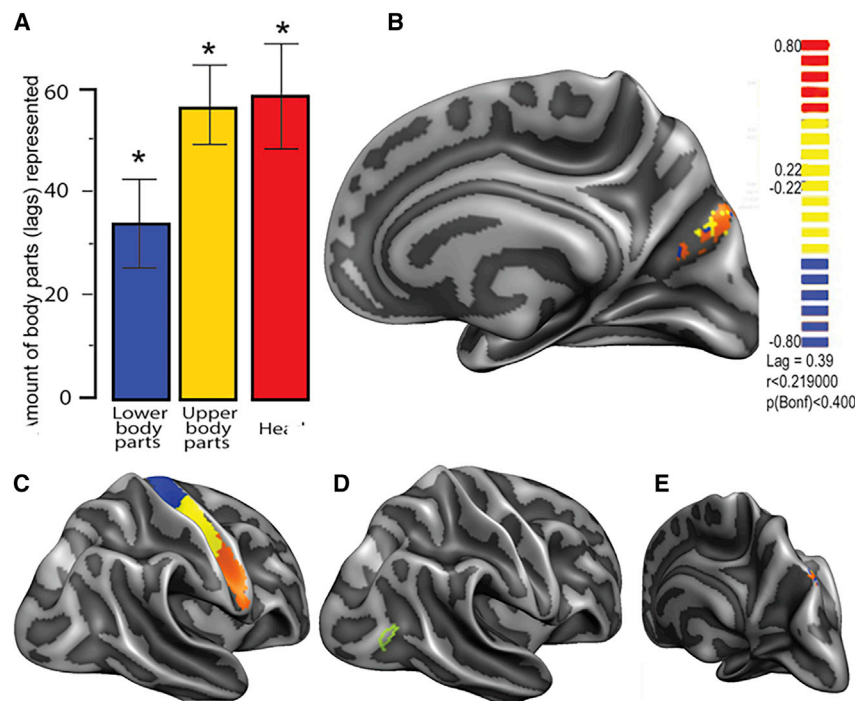 A
B
*
*
*
60
40
20
0
of body parts (lags) represented
Lower
body
parts
Upper
body
parts
0.80
0.22
-0.22
-0.80
Lag = 0.39
r<0.219000
p(Bonf)<0.400
C
D
E